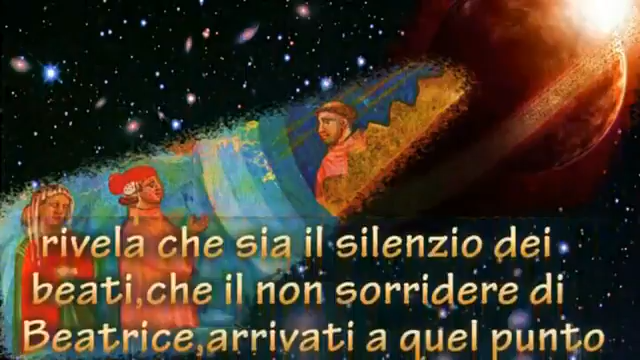 rivela che sia il silenzio dei
beati,che il non sorridere di
Beatrice,arrivati a quel punto